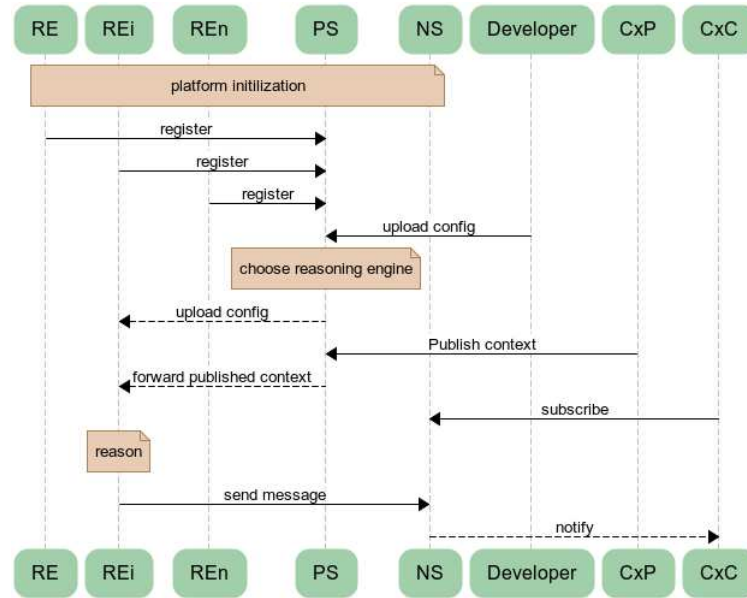 RE REi REn PS NS Developer CxP CxC
platform initilization
register
register
register
upload config
choose reasoning engine
upload config
Publish context
forward published context
subscribe
reason
send message
notify
RE REi REn PS NS Developer CxP CxC